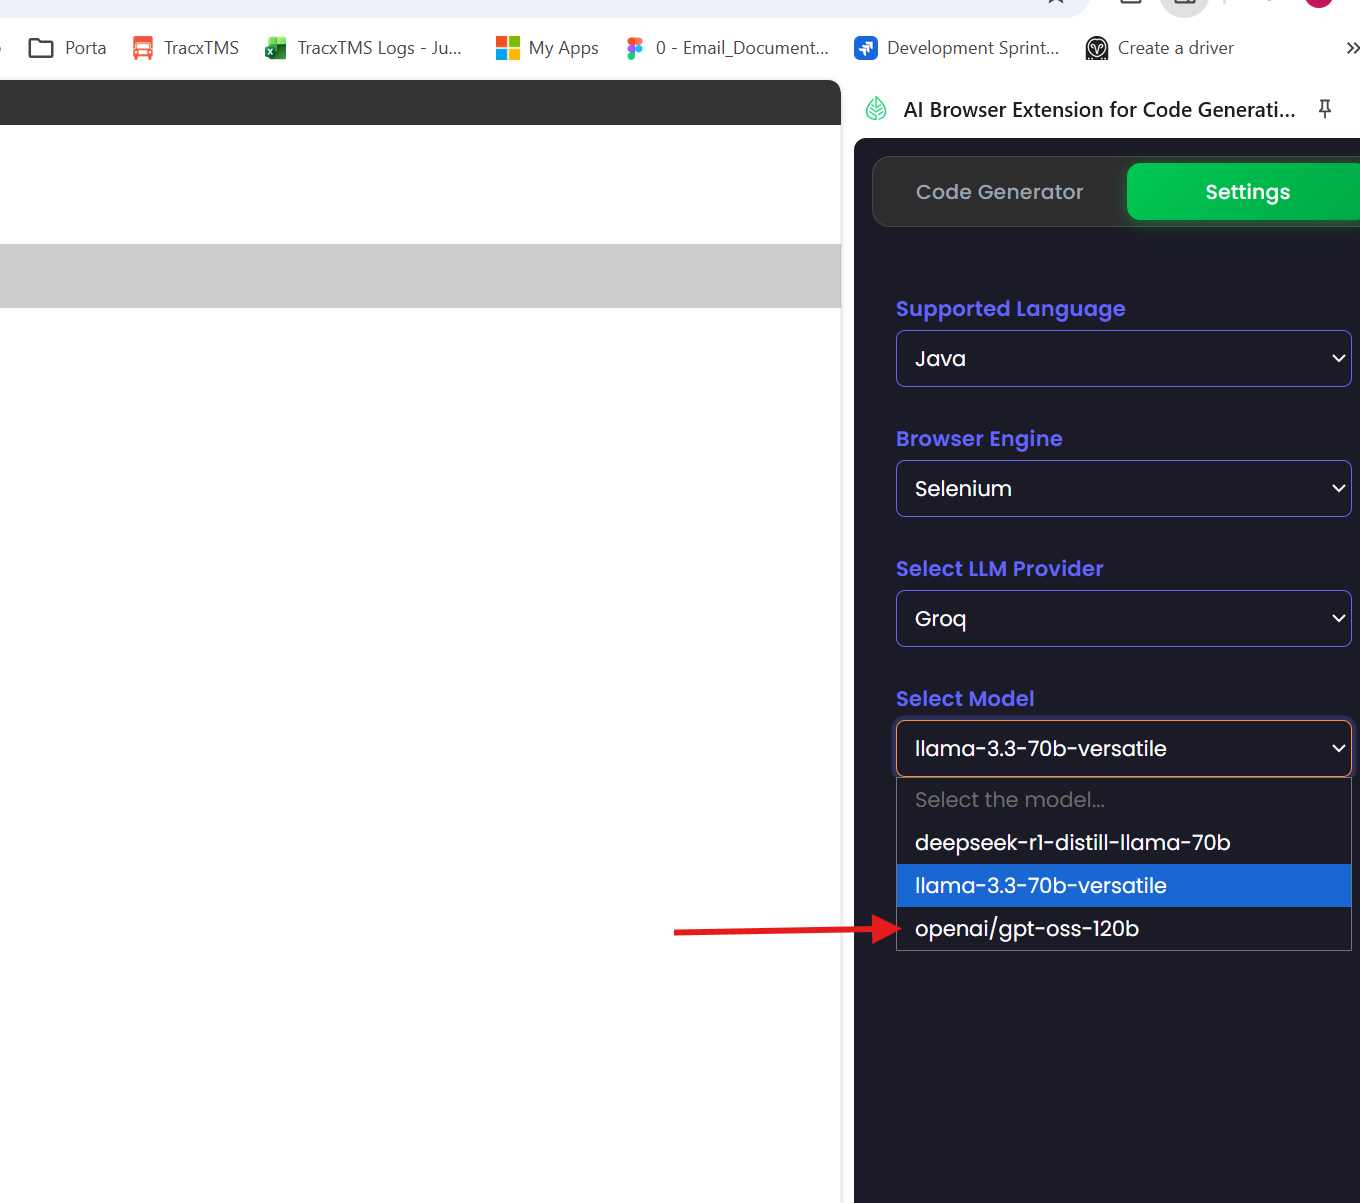 Porta
TracxTMS
TracxTMS Logs - Ju...
My Apps
0 - Email_Document...
Development Sprint...
Create a driver
AI Browser Extension for Code Generati...
Code Generator
Settings
Supported Language
Java
Browser Engine
Selenium
Select LLM Provider
Groq
Select Model
llama-3.3-70b-versatile
Select the model...
deepseek-r1-distill-llama-70b
llama-3.3-70b-versatile
openai/gpt-oss-120b